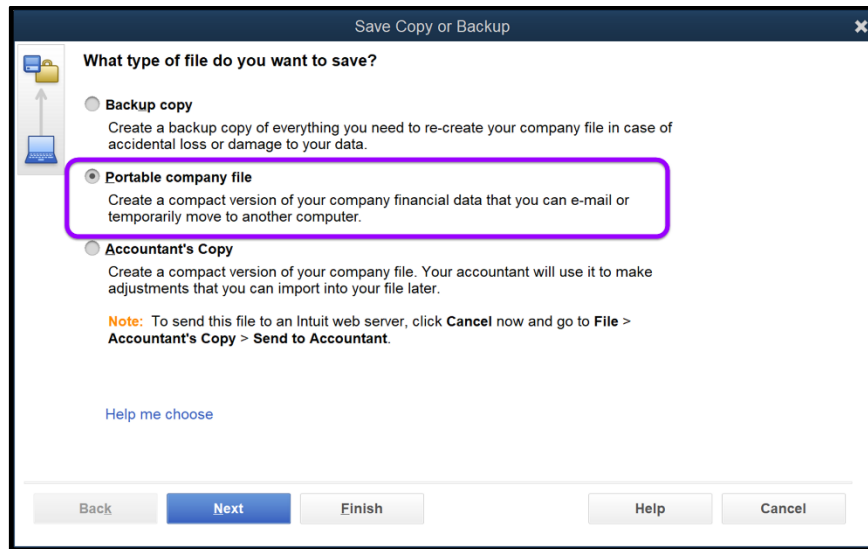 Save Copy or Backup
What type of file do you want to save?
Backup copy
Create a backup copy of everything you need to re-create your company file in case of
accidental loss or damage to your data.
Portable company file
Create a compact version of your company financial data that you can e-mail or
temporarily move to another computer.
Accountant's Copy
Create a compact version of your company file. Your accountant will use it to make
adjustments that you can import into your file later.
Note: To send this file to an Intuit web server, click Cancel now and go to File >
Accountant's Copy > Send to Accountant.
Help me choose
Back Next Finish Help Cancel